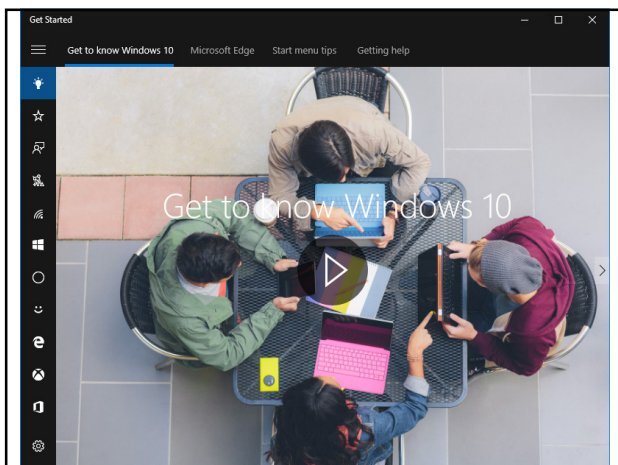 Get Started
Get to know Windows 10 Microsoft Edge Start menu tips Getting help
Get to know Windows 10